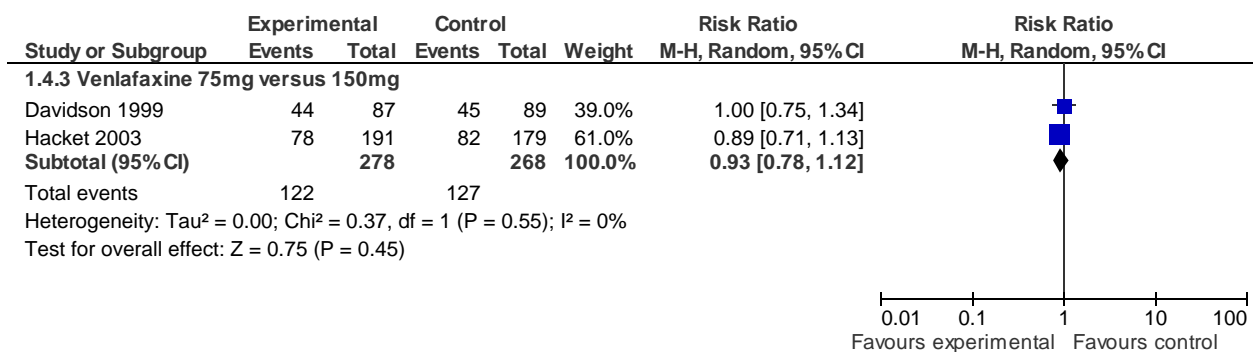 Experimental Control Risk Ratio Risk Ratio
Study or Subgroup Events Total Events Total Weight M-H, Random, 95% CI M-H, Random, 95% CI
1.4.3 Venlafaxine 75mg versus 150mg
Davidson 1999 44 87 45 89 39.0% 1.00 [0.75, 1.34]
Hacket 2003 78 191 82 179 61.0% 0.89 [0.71, 1.13]
Subtotal (95% CI) 278 268 100.0% 0.93 [0.78, 1.12]
Total events 122 127
Heterogeneity: Tau² = 0.00; Chi² = 0.37, df = 1 (P = 0.55); I² = 0%
Test for overall effect: Z = 0.75 (P = 0.45)
0.01 0.1 1 10 100
Favours experimental Favours control